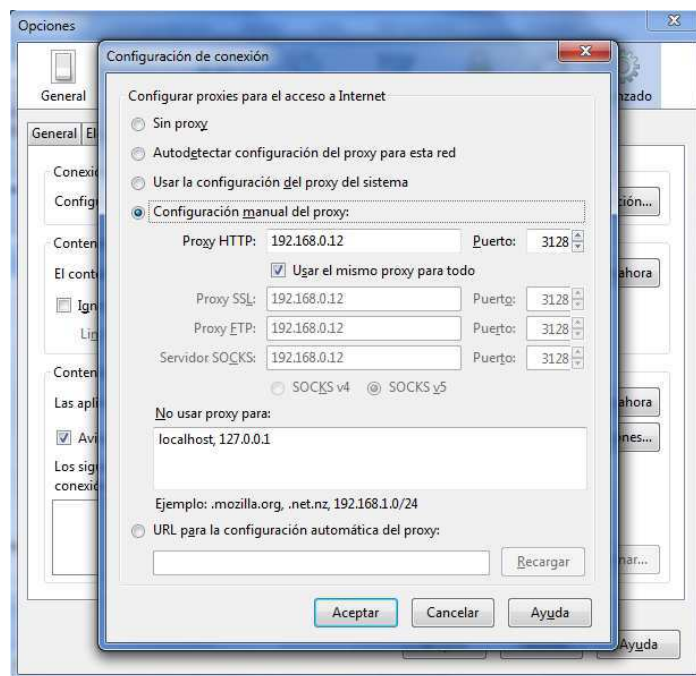 Opciones
Configuración de conexión
General
Configurar proxies para el acceso a Internet
Sin proxy
General
Autodetectar configuración del proxy para esta red
Usar la configuración del proxy del sistema
Configuración manual del proxy:
Proxy HTTP: 192.168.0.12 Puerto: 3128
Usar el mismo proxy para todo
El
ahora
Proxy SSL: 192.168.0.12 Puerto: 3128
Proxy FTP: 192.168.0.12 Puerto: 3128
Servidor SOCKS: 192.168.0.12 Puerto: 3128
SOCKS v4 SOCKS v5
Las
ahora
No usar proxy para:
localhost, 127.0.0.1
Los
Ejemplo: .mozilla.org, .net.nz, 192.168.1.0/24
URL para la configuración automática del proxy:
Recargar
Aceptar Cancelar Ayuda
Ayuda